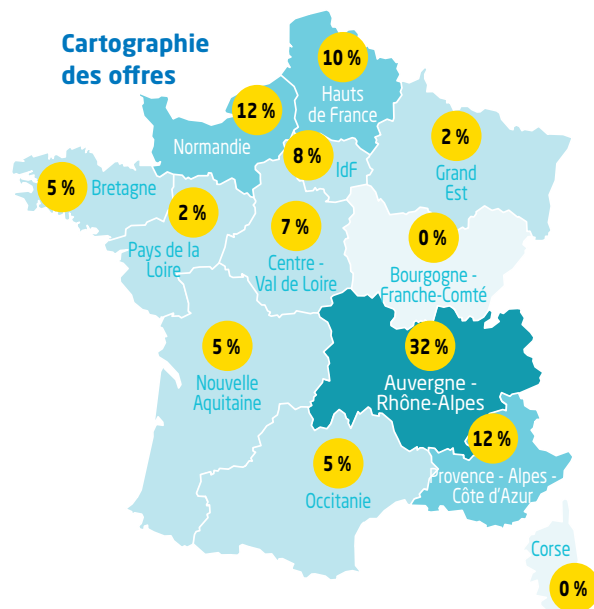 Cartographie
des offres
10 %
Hauts
de France
12 %
Normandie
8 %
IdF
2 %
Grand
Est
5 %
Bretagne
2 %
Pays de la
Loire
7 %
Centre -
Val de Loire
0 %
Bourgogne -
Franche-Comté
5 %
Nouvelle
Aquitaine
32 %
Auvergne -
Rhône-Alpes
12 %
Provence - Alpes -
Côte d'Azur
5 %
Occitanie
Corse
0 %